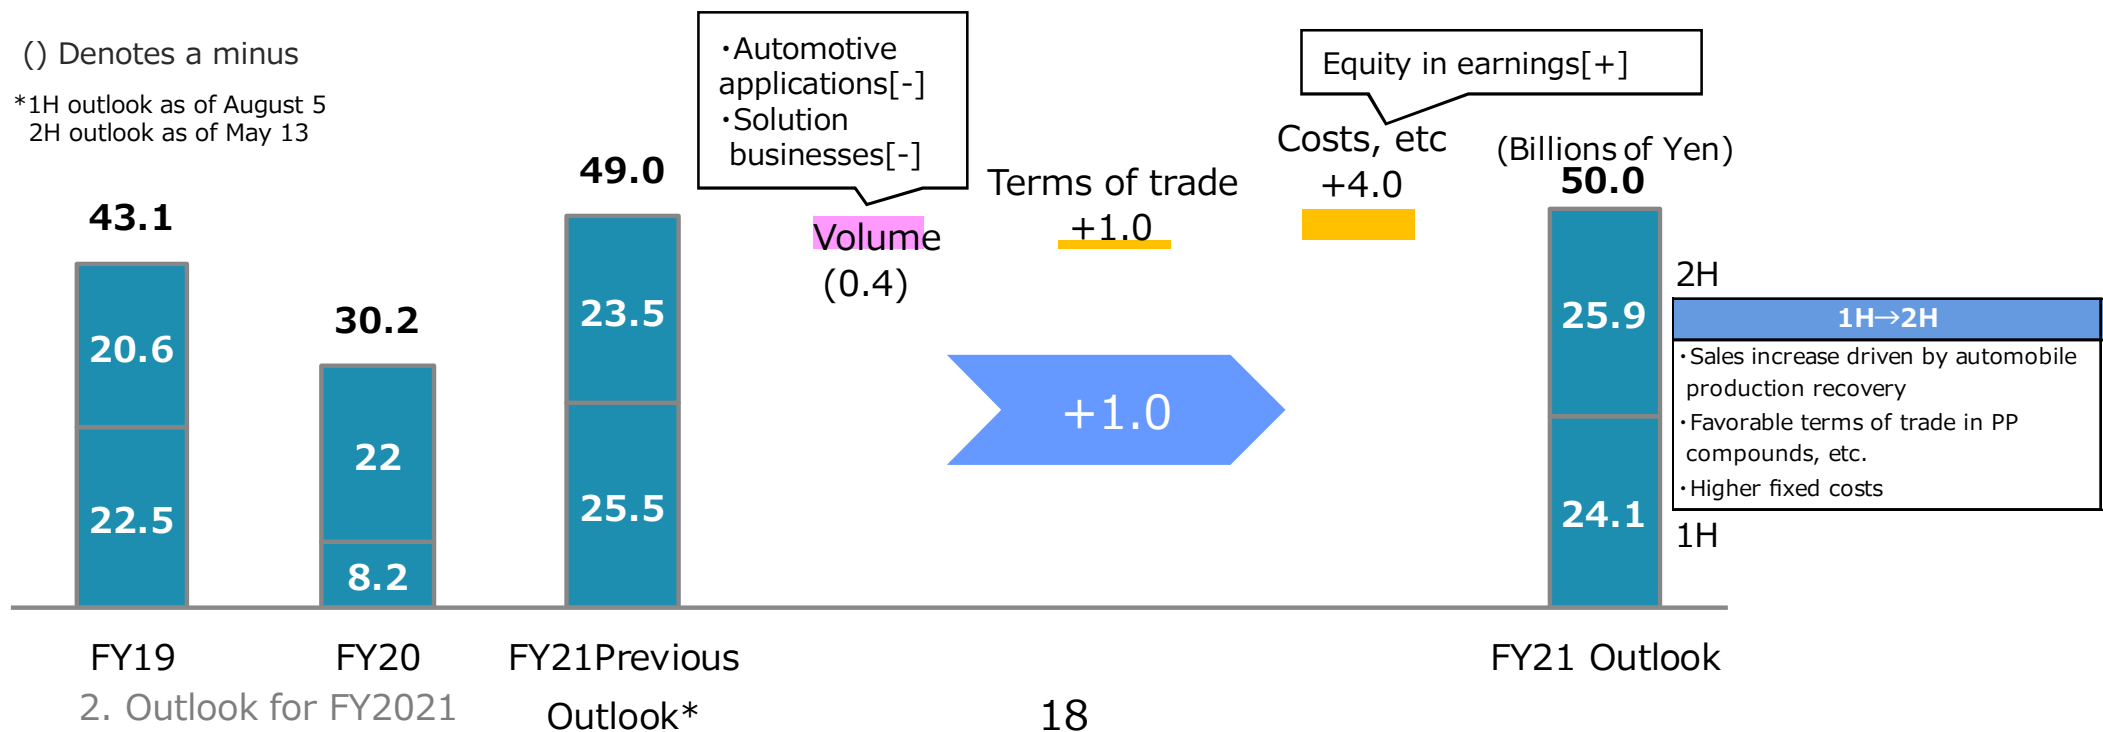 () Denotes a minus
*1H outlook as of August 5
2H outlook as of May 13
・Automotive
applications[-]
・Solution
businesses[-]
Equity in earnings[+]
Costs, etc
+4.0
(Billions of Yen)
50.0
49.0
Terms of trade
+1.0
43.1
Volume
(0.4)
30.2
20.6
22.5
22
8.2
23.5
25.5
+1.0
25.9
24.1
2H
1H→2H
・Sales increase driven by automobile
production recovery
・Favorable terms of trade in PP
compounds, etc.
・Higher fixed costs
1H
FY19
FY20
FY21Previous
Outlook*
FY21 Outlook
2. Outlook for FY2021
18